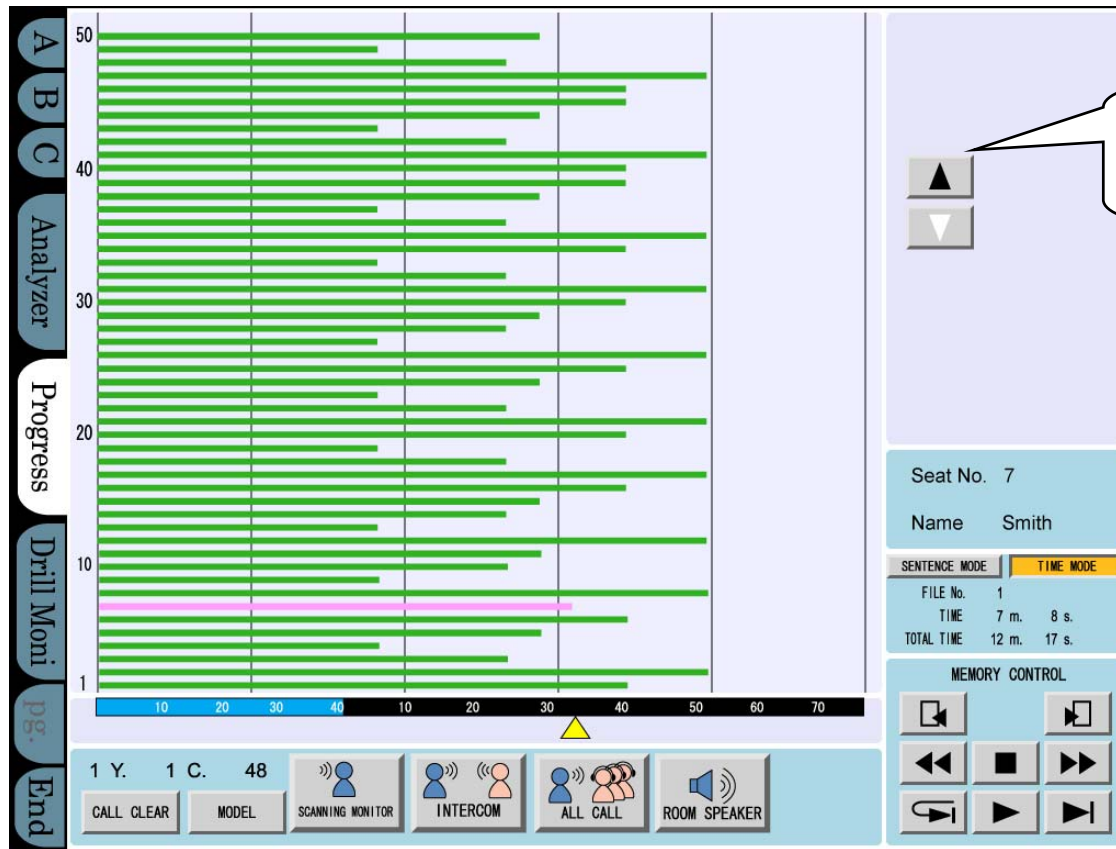 A
B
C
Analyzer
Progress
Drill Moni
pg.
End
50
40
30
20
10
1
10 20 30 40 10 20 30 40 50 60 70
Seat No. 7
Name Smith
SENTENCE MODE TIME MODE
FILE No. 1
TIME 7 m. 8 s.
TOTAL TIME 12 m. 17 s.
MEMORY CONTROL
1 Y. 1 C. 48
CALL CLEAR MODEL SCANNING MONITOR INTERCOM ALL CALL ROOM SPEAKER